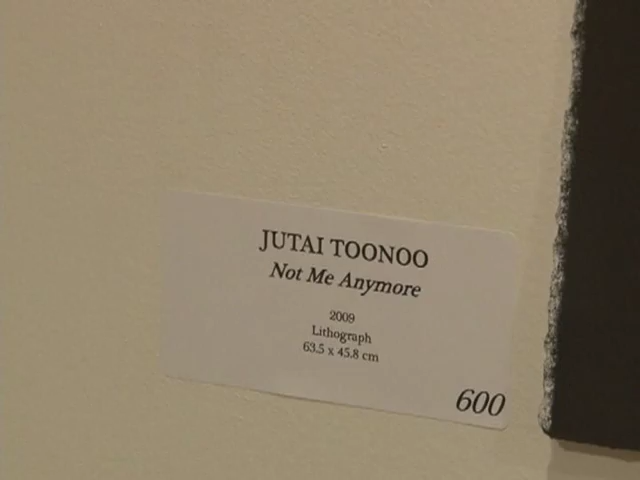 JUTAI TOONOO
Not Me Anymore
2009
Lithograph
63.5 x 45.8 cm
600